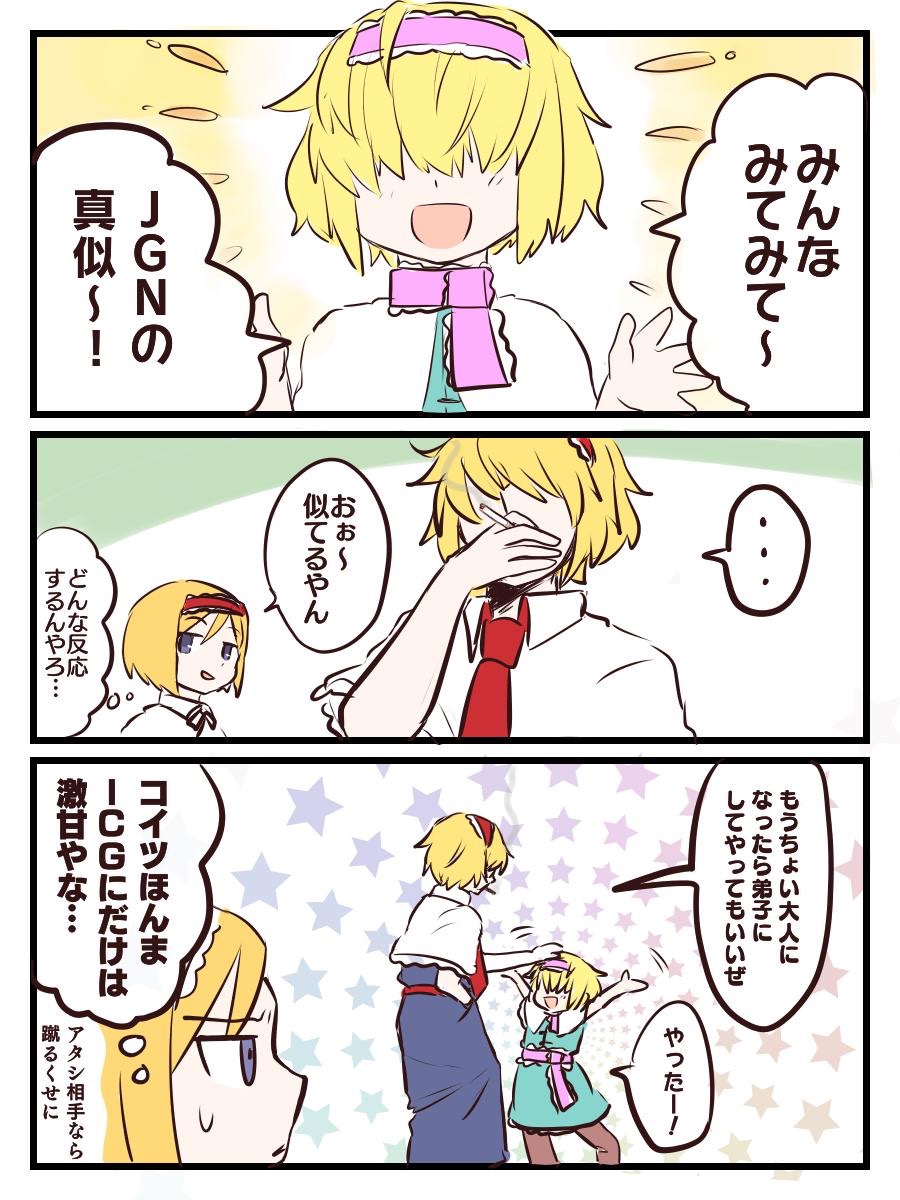 みんな
みてみて～
JGNの
真似～！
…
おぉ～
似てるやん
どんな反応
するんやろ…
もうちょい大人に
なったら弟子に
してやってもいいぜ
やったー！
コイツほんま
ICGにだけは
激甘やな…
アタシ相手なら
蹴るくせに